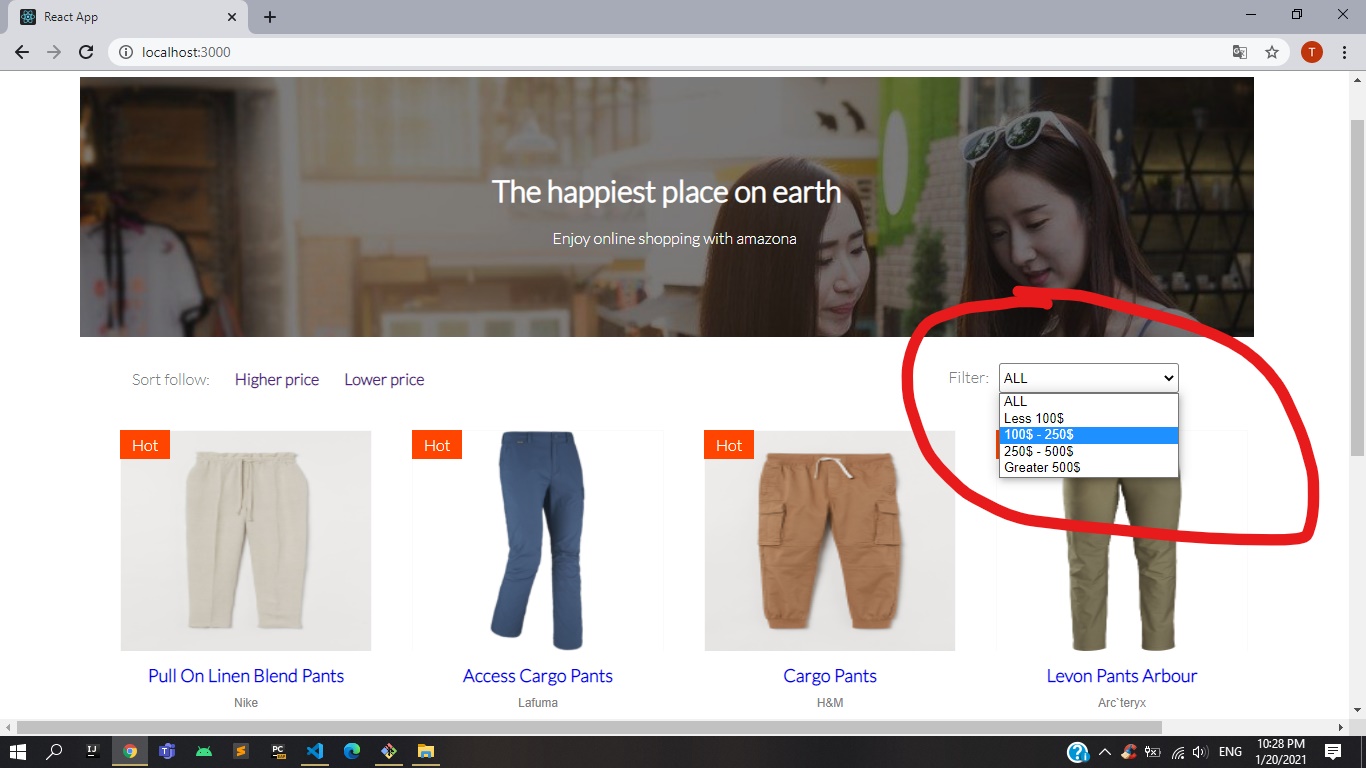 React App
localhost:3000
T
The happiest place on earth
Enjoy online shopping with amazona
Sort follow: Higher price Lower price
Filter: ALL
ALL
Less 100$
100$ - 250$
250$ - 500$
Greater 500$
Hot Hot Hot
Pull On Linen Blend Pants Access Cargo Pants Cargo Pants Levon Pants Arbour
Nike Lafuma H&M Arc`teryx
ENG
10:28 PM
1/20/2021